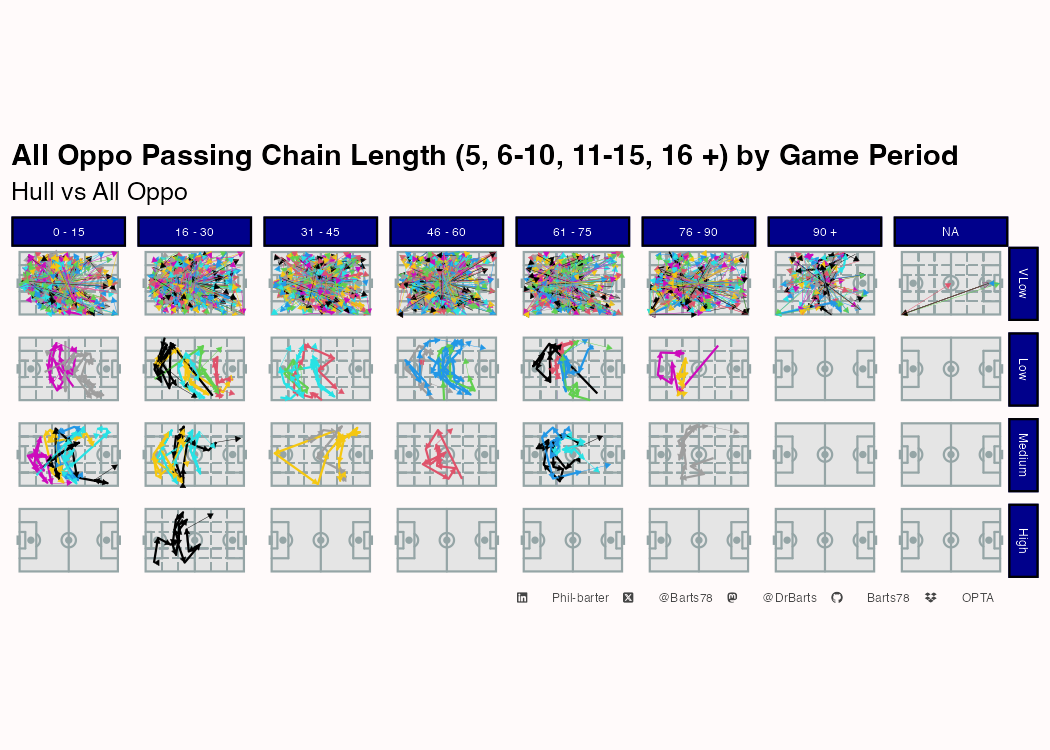 All Oppo Passing Chain Length (5, 6-10, 11-15, 16 +) by Game Period
Hull vs All Oppo
0 - 15 16 - 30 31 - 45 46 - 60 61 - 75 76 - 90 90 + NA
VLow
Low
Medium
High
Phil-barter @Barts78 @DrBarts Barts78 OPTA